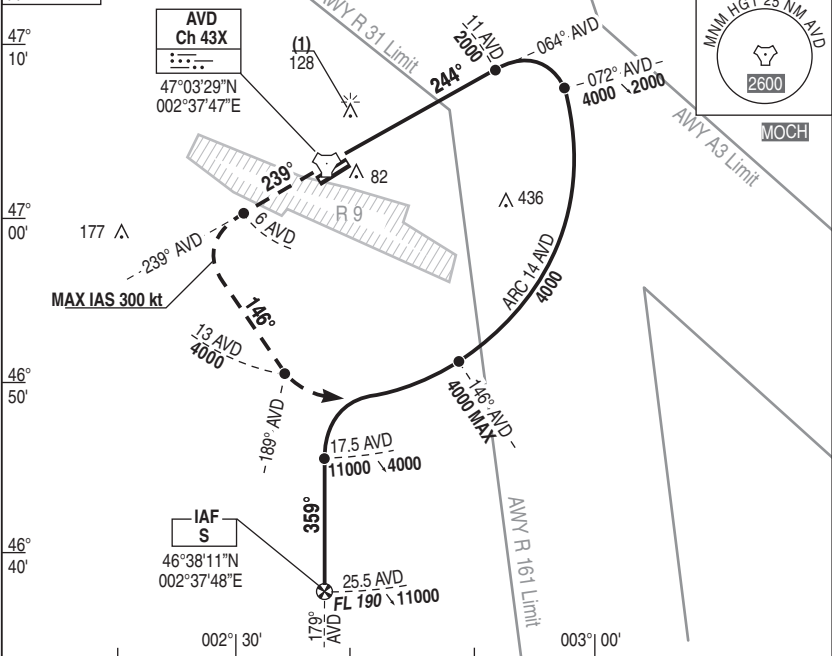 47°
10'
AVD
Ch 43X
47°03'29"N
002°37'47"E
(1)
128
AWY R 31 Limit
11 AVD
2000
064° AVD
072° AVD
4000 ↘2000
MNM HGT 25 NM AVD
2600
MOCH
AWY A3 Limit
244°
239°
82
R 9
436
47°
00'
177
239° AVD
6 AVD
MAX IAS 300 kt
146°
ARC 14 AVD
4000
13 AVD
4000
46°
50'
189° AVD
146° AVD
4000 MAX
17.5 AVD
11000 ↘4000
359°
IAF
S
46°38'11"N
002°37'48"E
46°
40'
25.5 AVD
FL 190 ↘11000
179°
AVD
AWY R 161 Limit
002° 30'
003° 00'